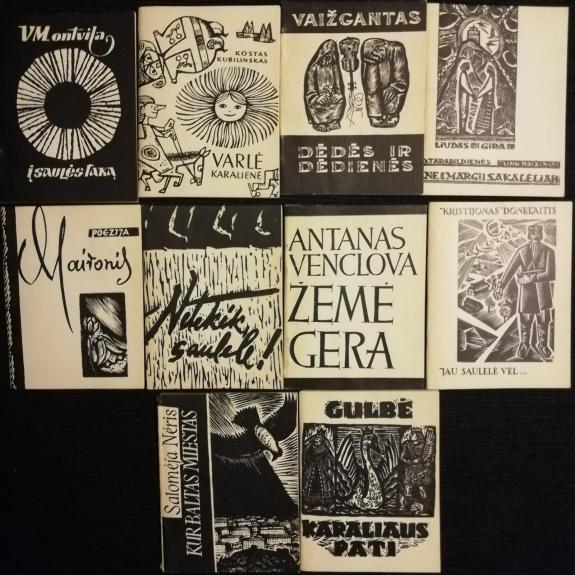 V Montvila
į saulės taką
KOSTAS
KUBILINSKAS
VARLĖ
KARALIENĖ
VAIŽGANTAS
DĖDĖS IR
DĖDIENĖS
LIUDAS GIRA
POEZIJA
Maironis
Netekėk,
saulele!
ANTANAS
VENCLOVA
ŽEMĖ
GERA
KRISTIJONAS DONELAITIS
JAU SAULELĖ VĖL...
Salomėja Nėris
KUR BALTAS MIESTAS
GULBĖ
KARALIAUS
PATI